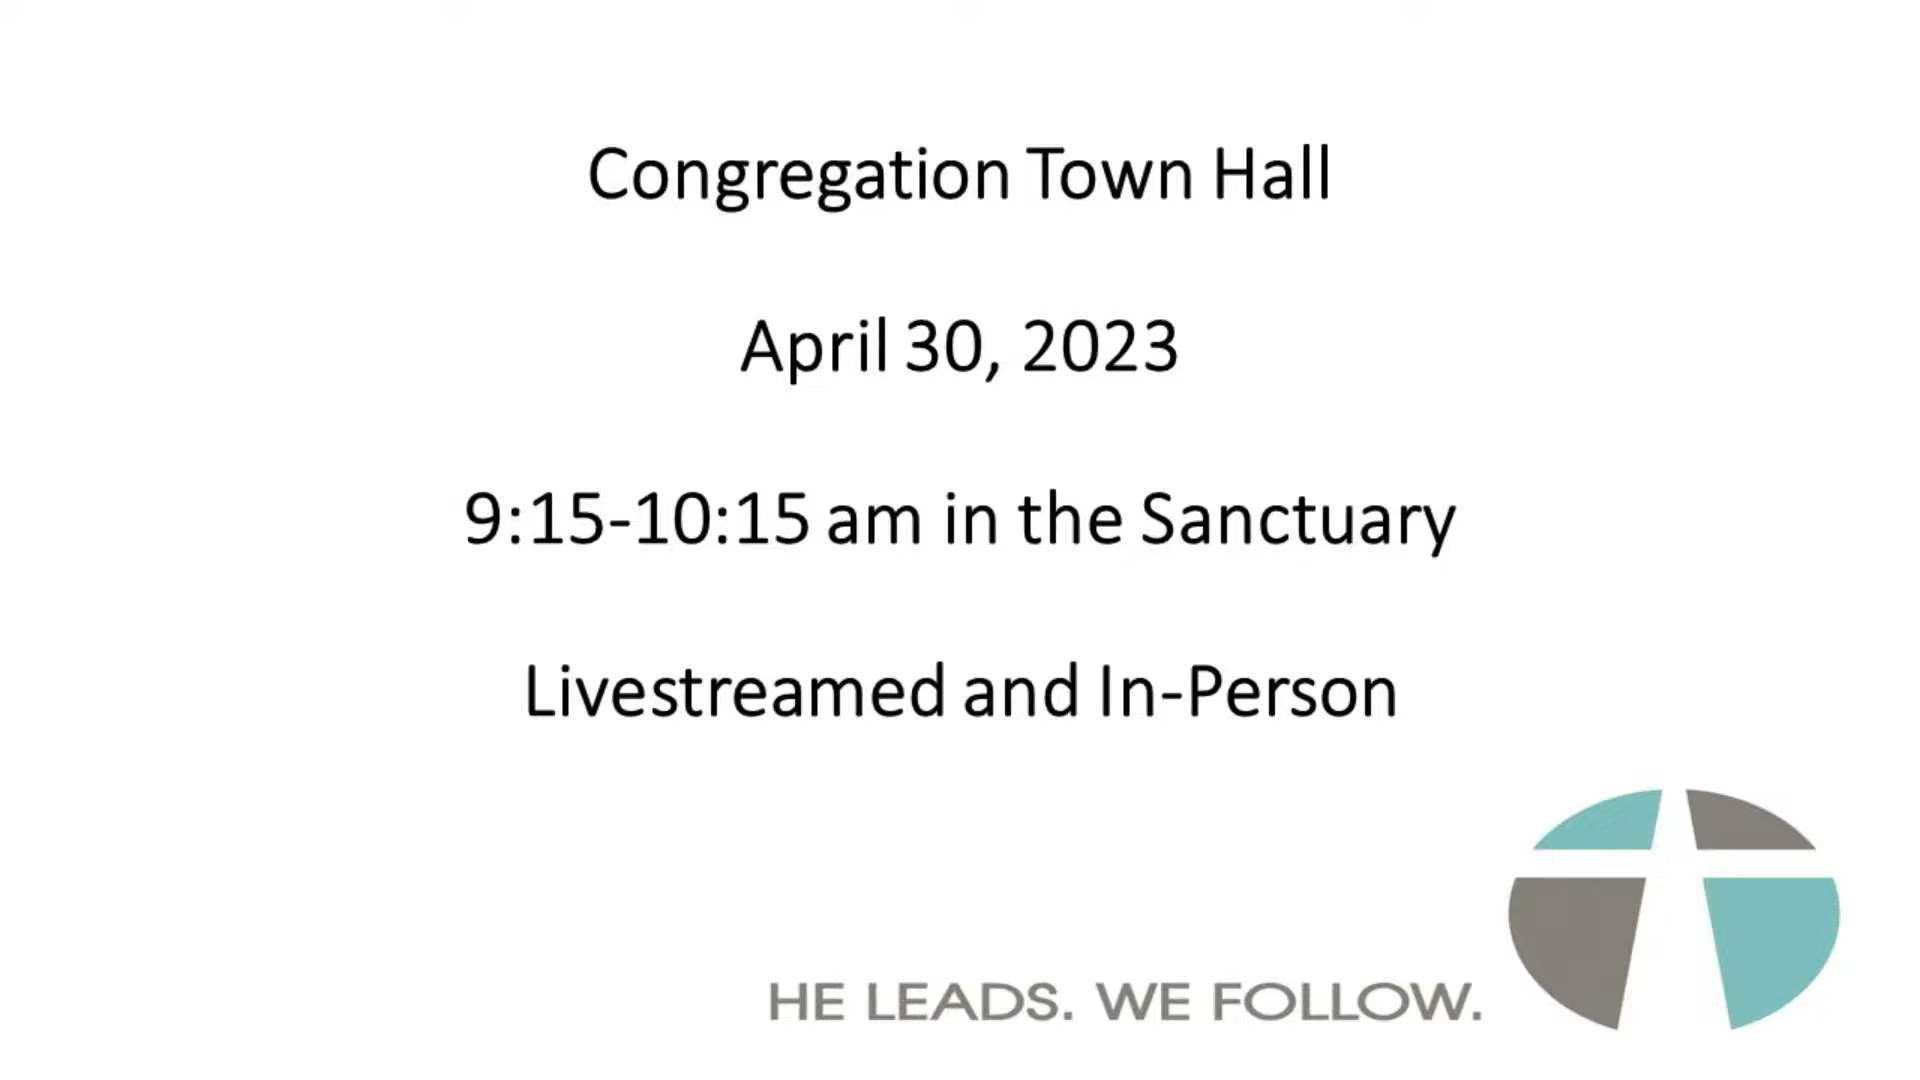 Congregation Town Hall
April 30, 2023
9:15-10:15 am in the Sanctuary
Livestreamed and In-Person
HE LEADS. WE FOLLOW.